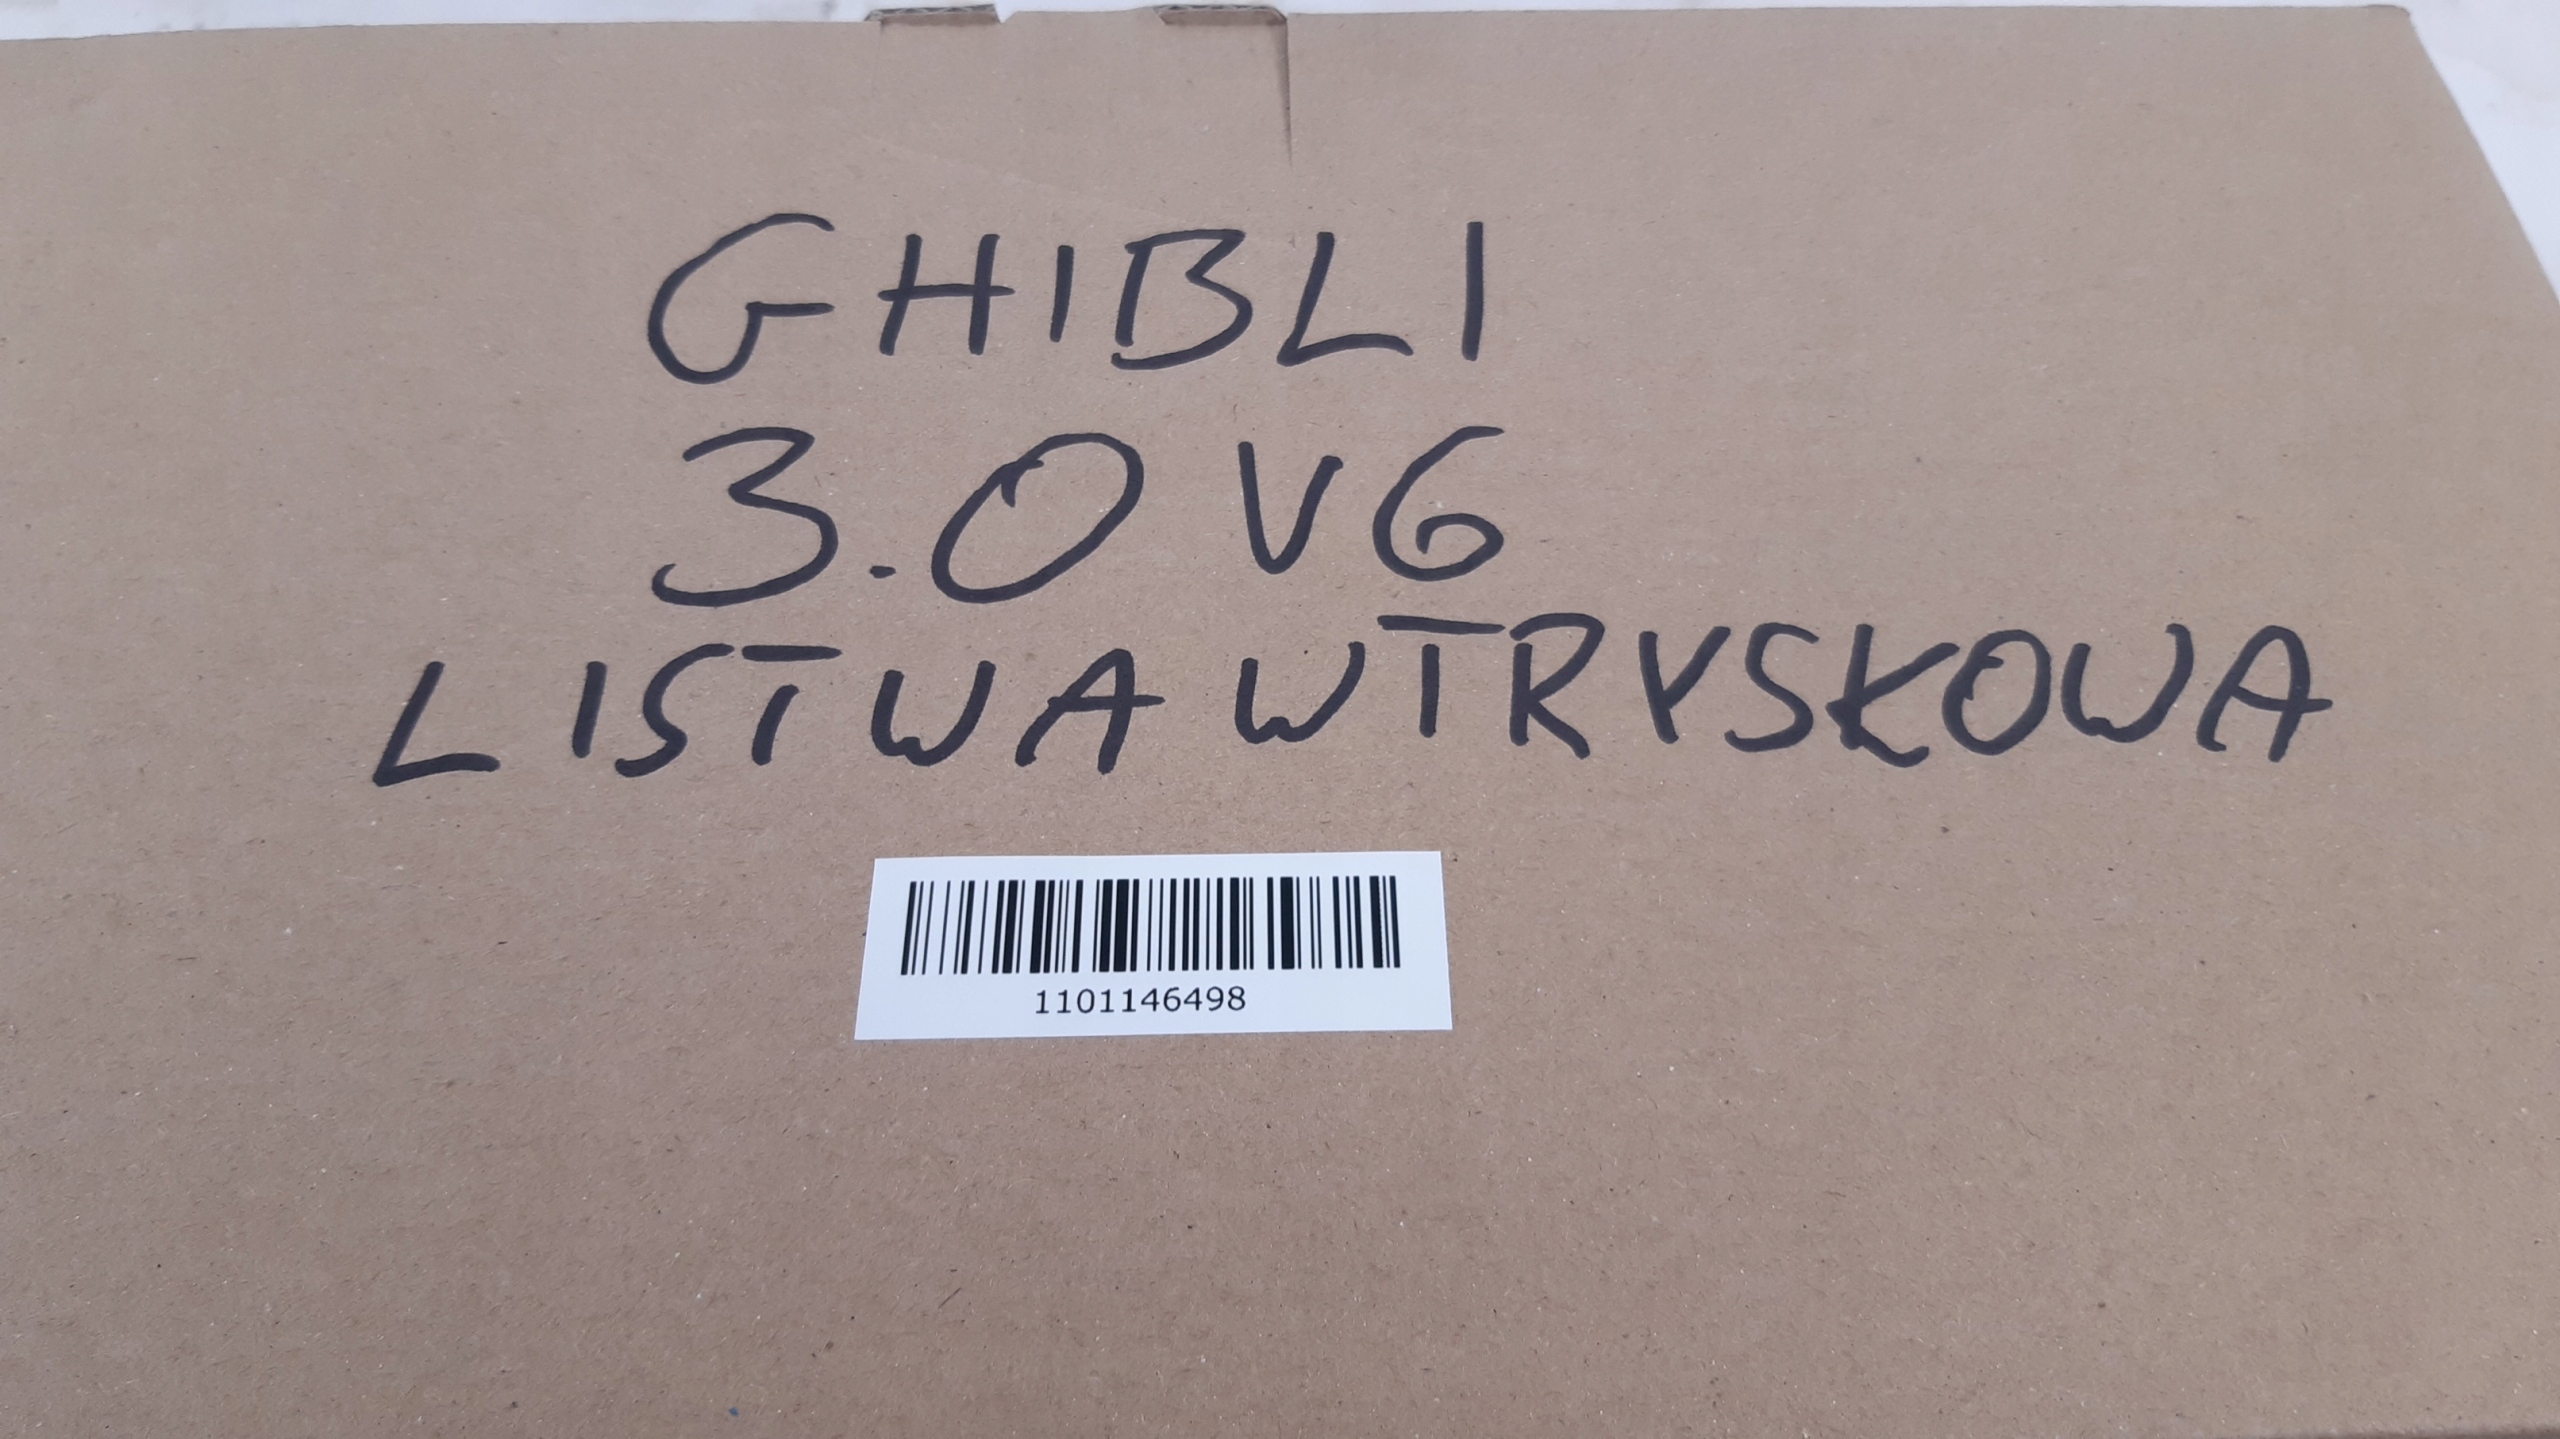 GHIBLI
3.0 V6
LISTWA WTRYSKOWA
1101146498